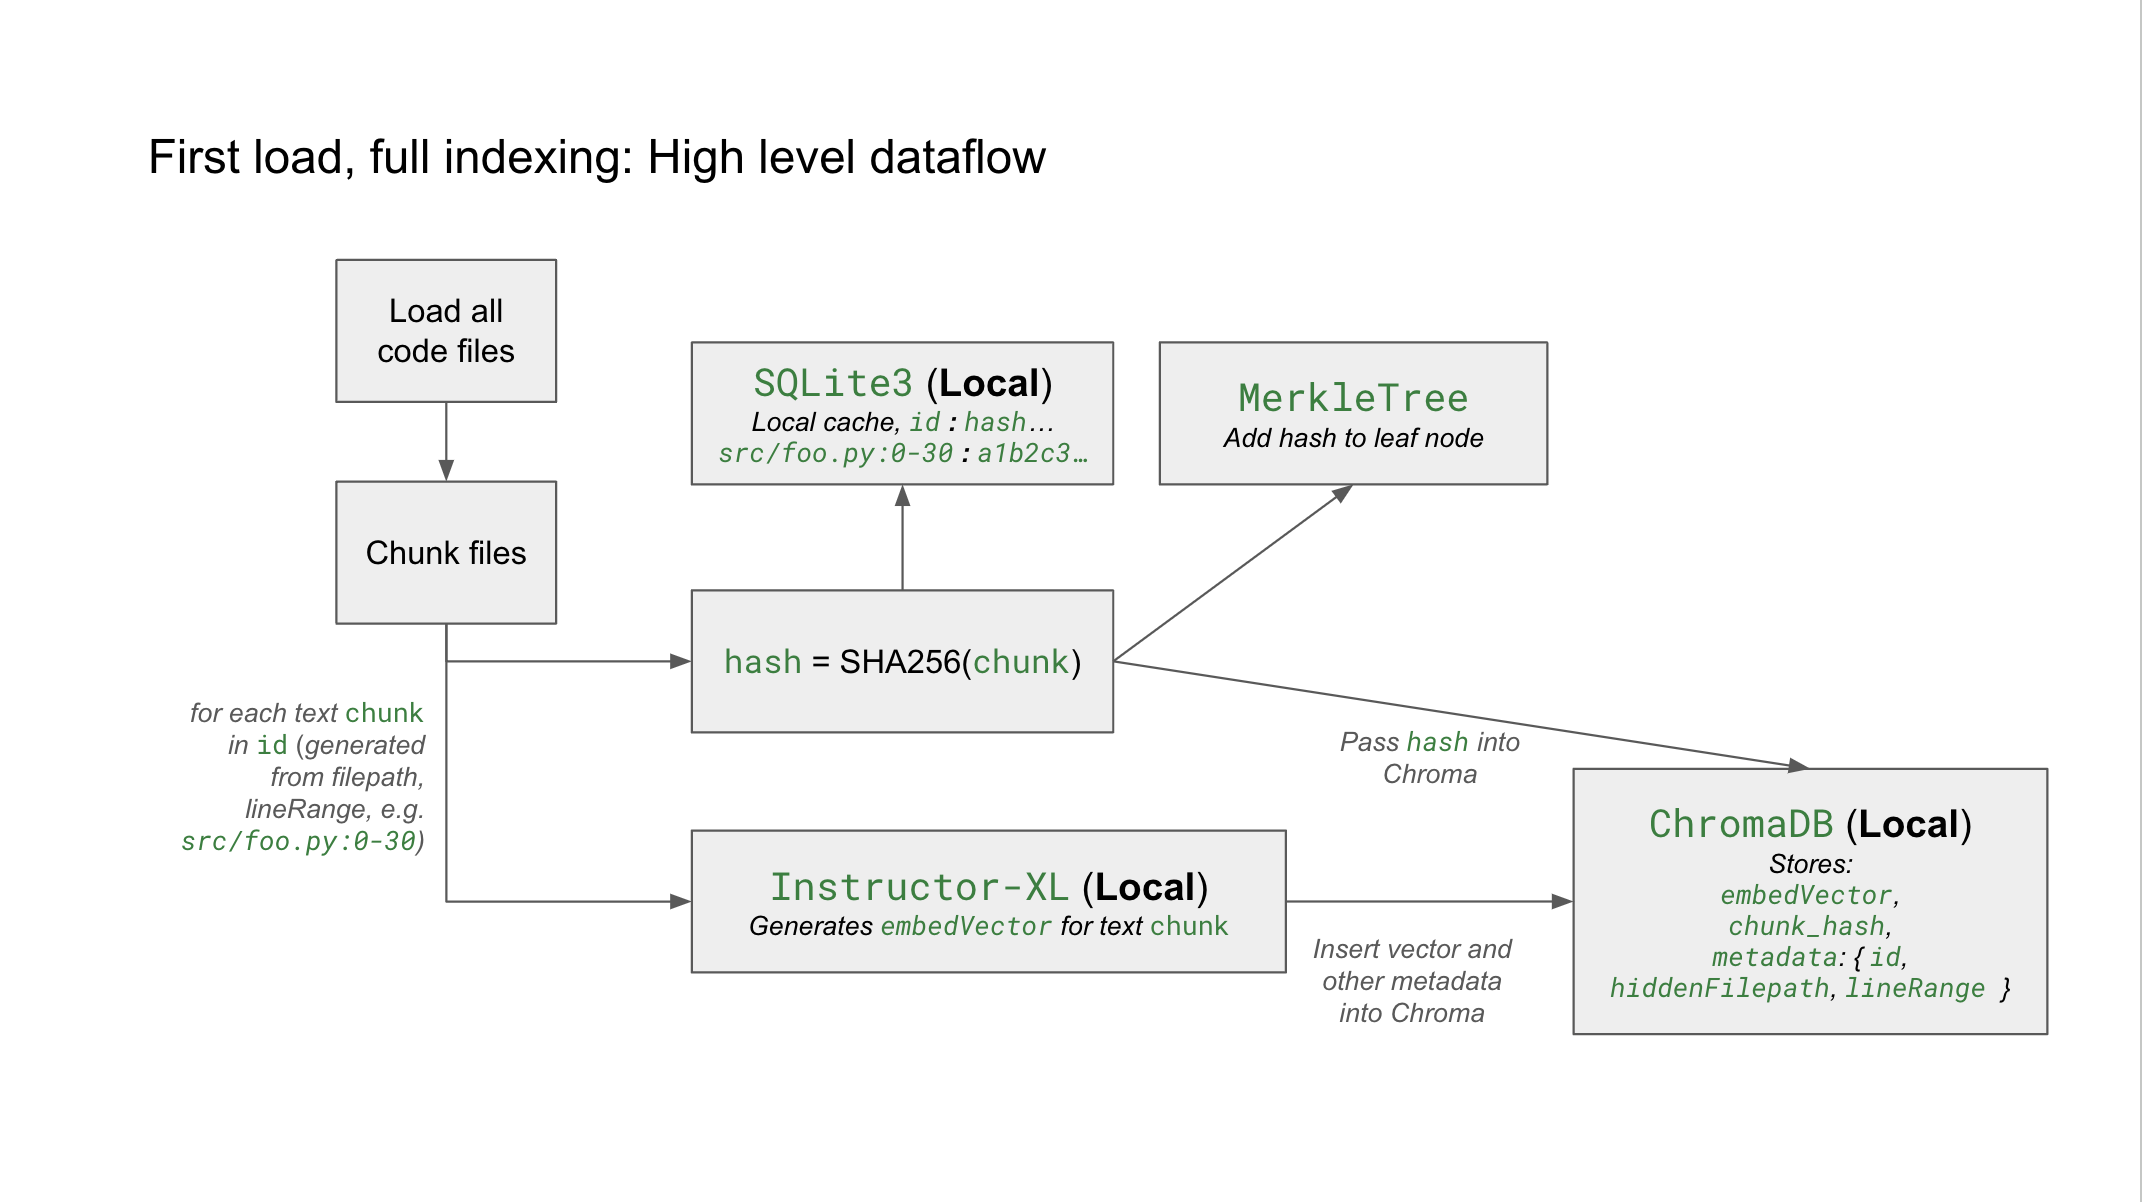 First load, full indexing: High level dataflow
Load all
code files
SQLite3 (Local)
Local cache, id : hash…
src/foo.py:0-30 : a1b2c3…
MerkleTree
Add hash to leaf node
Chunk files
hash = SHA256(chunk)
for each text chunk
in id (generated
from filepath,
lineRange, e.g.
src/foo.py:0-30)
Pass hash into
Chroma
Instructor-XL (Local)
Generates embedVector for text chunk
Insert vector and
other metadata
into Chroma
ChromaDB (Local)
Stores:
embedVector,
chunk_hash,
metadata: { id,
hiddenFilepath, lineRange }